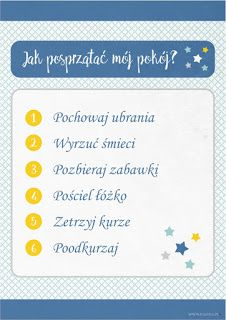 Jak posprzątać mój pokój?
1 Pochowaj ubrania
2 Wyrzuć śmieci
3 Pozbieraj zabawki
4 Pościel łóżko
5 Zetrzyj kurze
6 Poodkurzaj